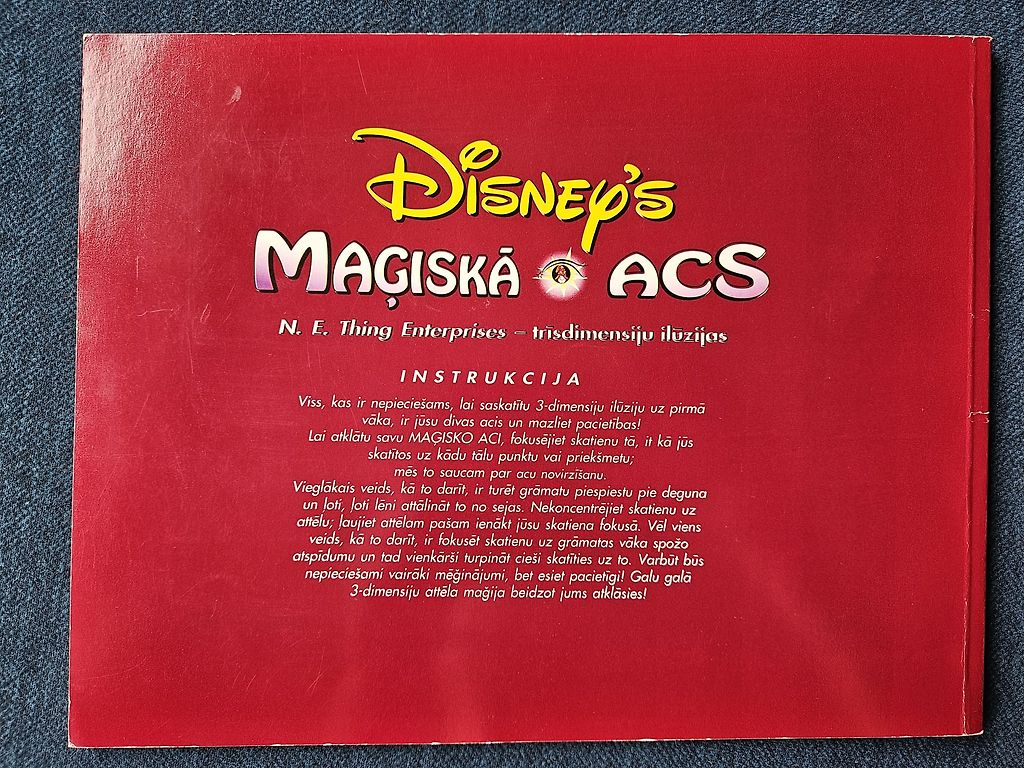 Disney's
Maģiskā acs
N. E. Thing Enterprises – trīsdimensiju ilūzijas
INSTRUKCIJA
Viss, kas ir nepieciešams, lai saskatītu 3-dimensiju ilūziju uz pirmā
vāka, ir jūsu divas acis un mazliet pacietības!
Lai atklātu savu MAĢISKO ACI, fokusējiet skatienu tā, it kā jūs
skatītos uz kādu tālu punktu vai priekšmetu;
mēs to saucam par acu novirzīšanu.
Vieglākais veids, kā to darīt, ir turēt grāmatu piespiestu pie deguna
un ļoti, ļoti lēni attālināt to no sejas. Nekoncentrējiet skatienu uz
attēlu; ļaujiet attēlam pašam ienākt jūsu skatiena fokusā. Vēl viens
veids, kā to darīt, ir fokusēt skatienu uz grāmatas vāka spožo
atspīdumu un tad vienkārši turpināt cieši skatīties uz to. Varbūt būs
nepieciešami vairāki mēģinājumi, bet esiet pacietīgi! Galu galā
3-dimensiju attēla maģija beidzot jums atklāsies!